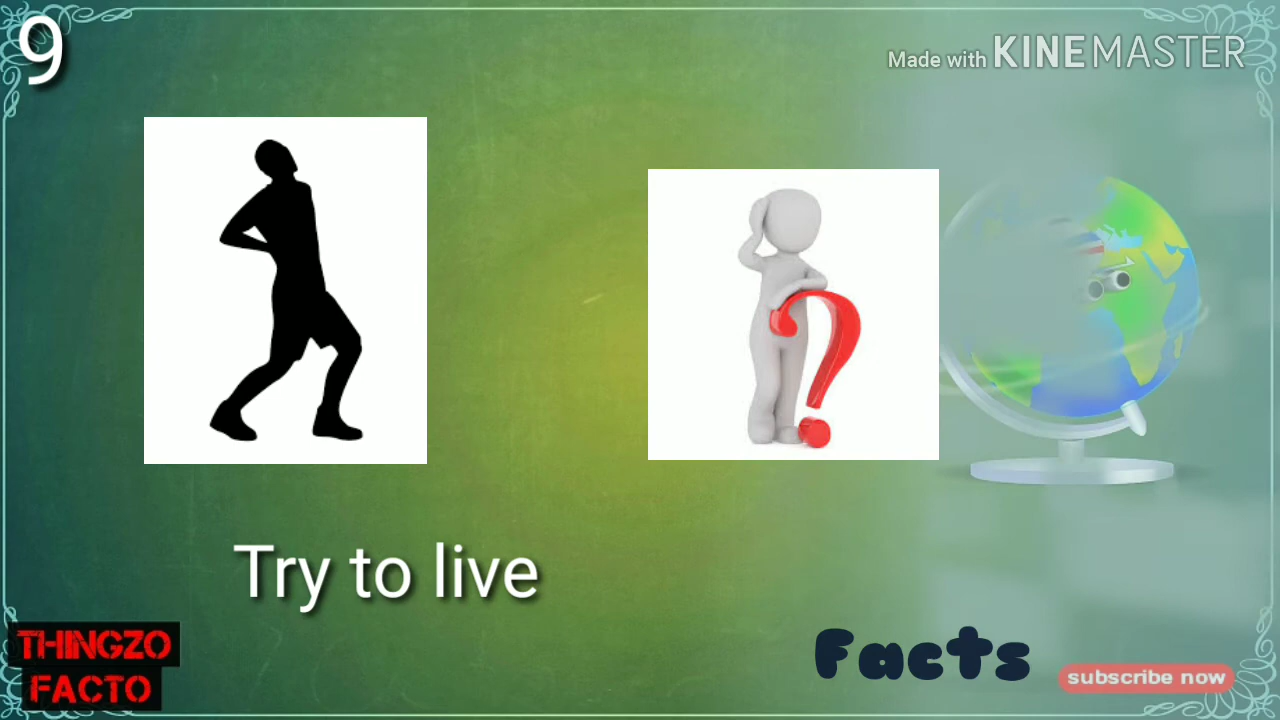 9
Made with KINEMASTER
Try to live
THINGZO
FACTO
Facts
subscribe now